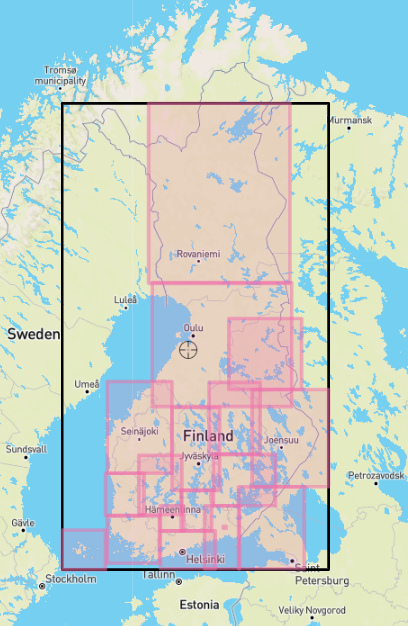 Tromsø
municipality
Murmansk
Rovaniemi
Luleå
Oulu
Sweden
Umeå
Seinäjoki
Finland
Joensuu
Sundsvall
Jyväskylä
Petrozavodsk
Hämeenlinna
Gävle
Helsinki
Saint
Petersburg
Stockholm
Tallinn
Estonia
Veliky Novgorod